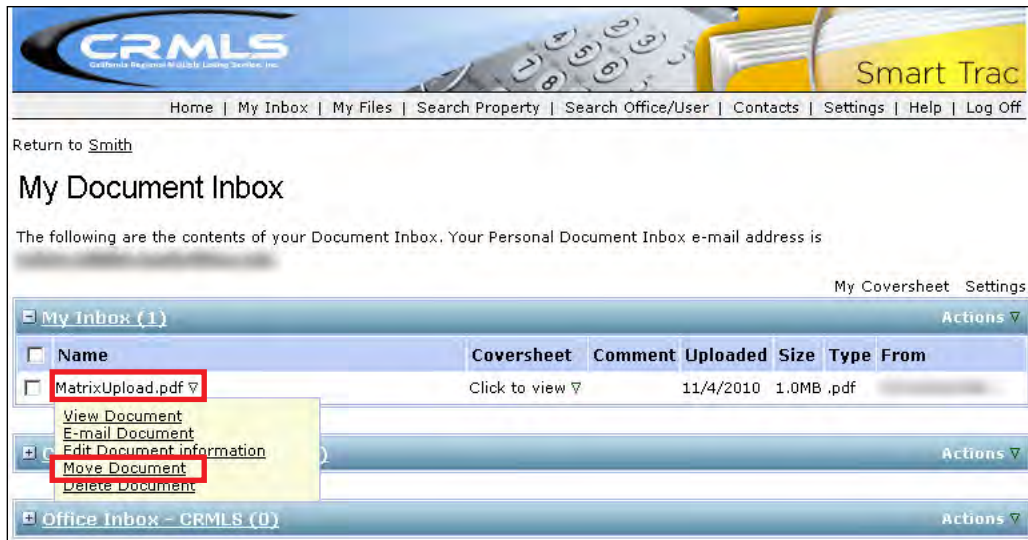 CRMLS
California Regional Multiple Listing Service, Inc.
Smart Trac
Home | My Inbox | My Files | Search Property | Search Office/User | Contacts | Settings | Help | Log Off
Return to Smith
My Document Inbox
The following are the contents of your Document Inbox. Your Personal Document Inbox e-mail address is
My Coversheet Settings
My Inbox (1) Actions
Name Coversheet Comment Uploaded Size Type From
MatrixUpload.pdf Click to view 11/4/2010 1.0MB .pdf
View Document
E-mail Document
Edit Document information
Actions
Move Document
Delete Document
Office Inbox - CRMLS (0) Actions